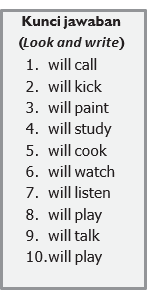 Kunci jawaban
(Look and write)
1. will call
2. will kick
3. will paint
4. will study
5. will cook
6. will watch
7. will listen
8. will play
9. will talk
10.will play